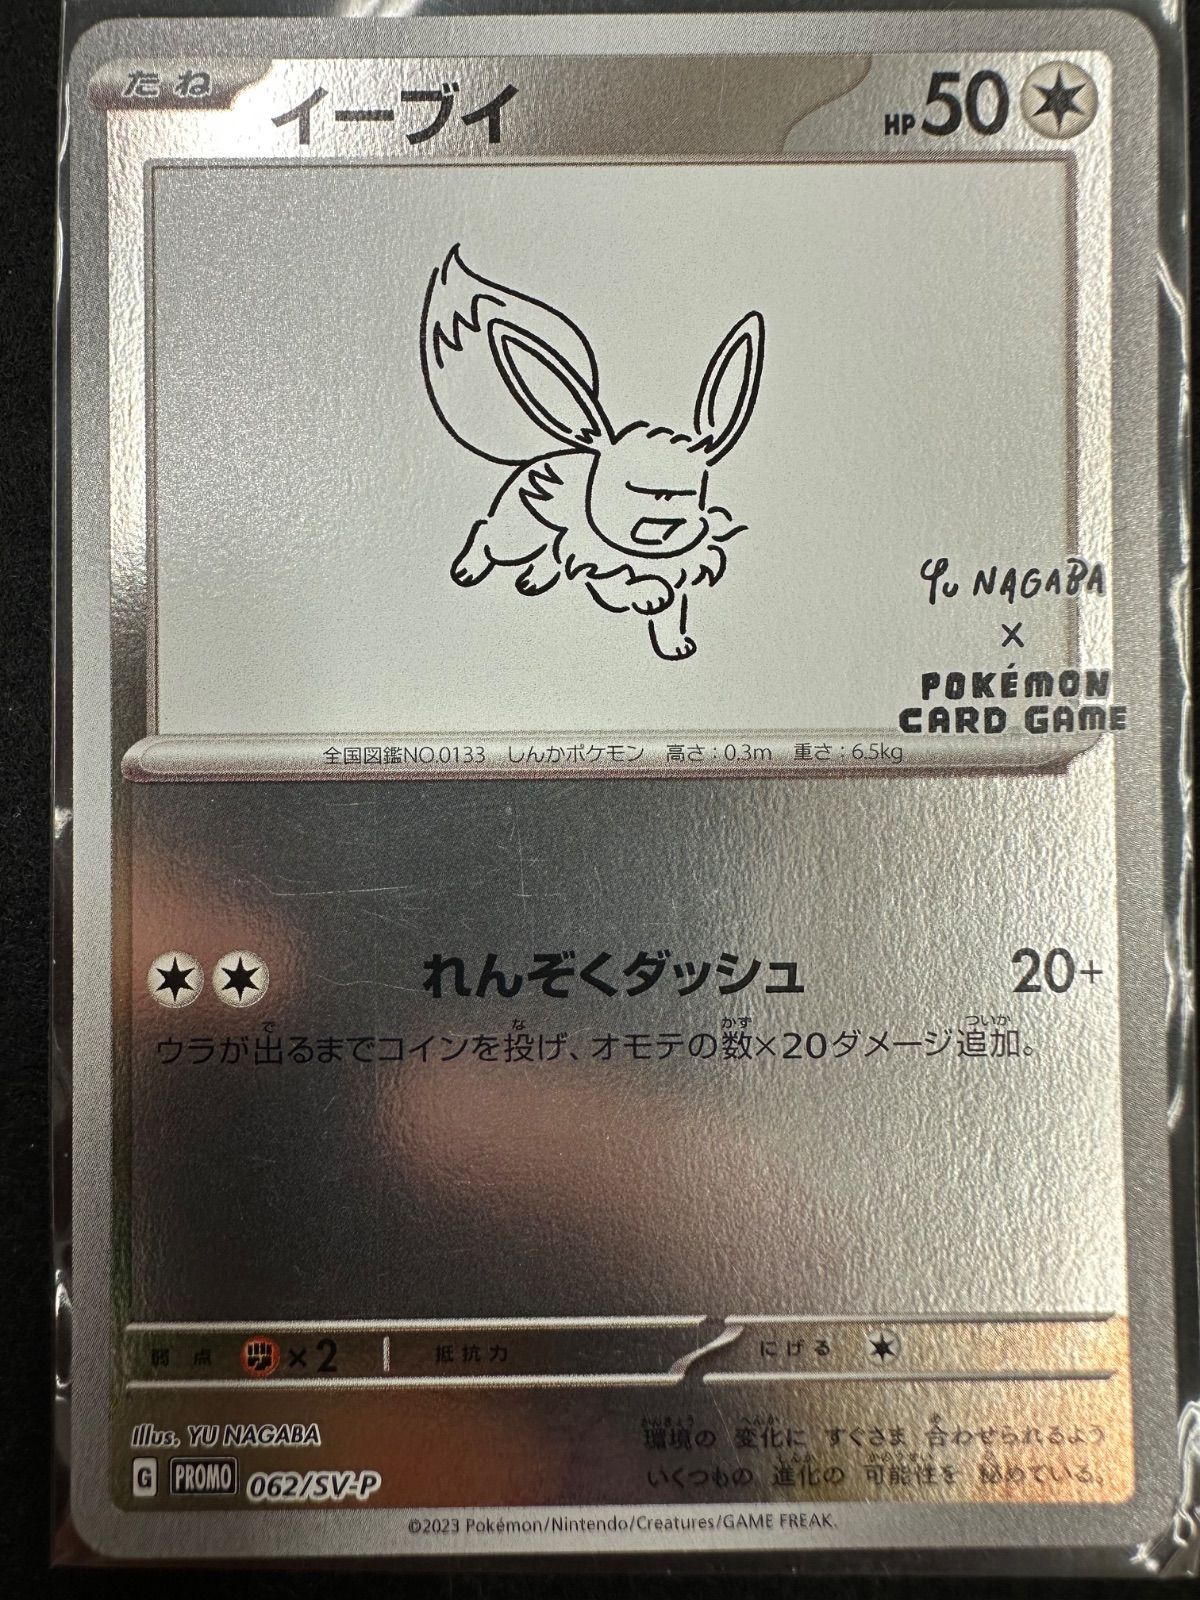 たね イーブイ HP 50
Yu NAGABA
×
POKÉMON
CARD GAME
全国図鑑NO.0133 しんかポケモン 高さ：0.3m 重さ：6.5kg
れんぞくダッシュ 20+
ウラが出るまでコインを投げ、オモテの数×20ダメージ追加。
弱点 ×2 抵抗力 にげる
Illus. YU NAGABA
環境の 変化に すぐさま 合わせられるよう
いくつもの 進化の 可能性を 秘めている。
G PROMO 062/SV-P
©2023 Pokémon/Nintendo/Creatures/GAME FREAK.